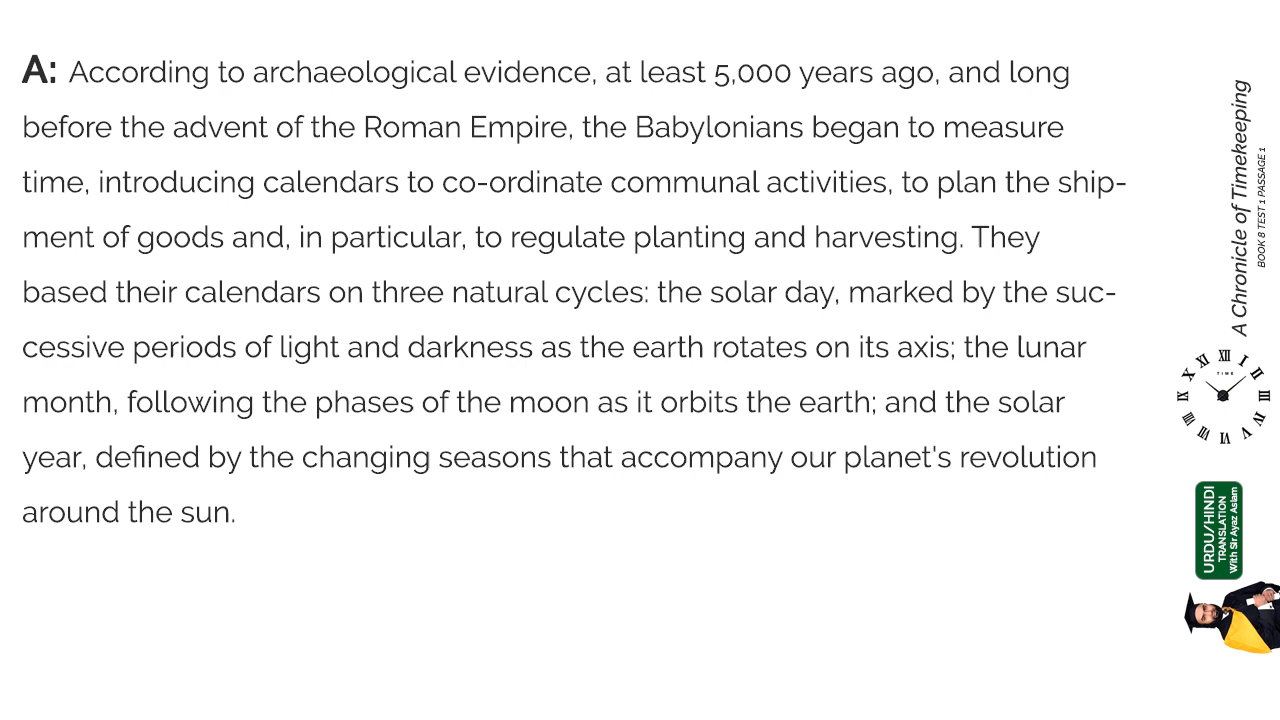 A: According to archaeological evidence, at least 5,000 years ago, and long
before the advent of the Roman Empire, the Babylonians began to measure
time, introducing calendars to co-ordinate communal activities, to plan the ship-
ment of goods and, in particular, to regulate planting and harvesting. They
based their calendars on three natural cycles: the solar day, marked by the suc-
cessive periods of light and darkness as the earth rotates on its axis; the lunar
month, following the phases of the moon as it orbits the earth; and the solar
year, defined by the changing seasons that accompany our planet's revolution
around the sun.
A Chronicle of Timekeeping
BOOK 8 TEST 1 PASSAGE 1
XII I II III IV V VI VII VIII IX X XI
TIME
URDU/HINDI
TRANSLATION
With Sir Ayaz Aslam